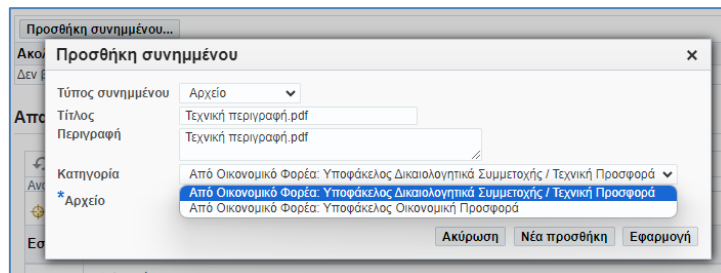 Προσθήκη συνημμένου...
Προσθήκη συνημμένου
Τύπος συνημμένου Αρχείο
Τίτλος Τεχνική περιγραφή.pdf
Περιγραφή Τεχνική περιγραφή.pdf
Κατηγορία Από Οικονομικό Φορέα: Υποφάκελος Δικαιολογητικά Συμμετοχής / Τεχνική Προσφορά
Από Οικονομικό Φορέα: Υποφάκελος Δικαιολογητικά Συμμετοχής / Τεχνική Προσφορά
*Αρχείο
Από Οικονομικό Φορέα: Υποφάκελος Οικονομική Προσφορά
Ακύρωση Νέα προσθήκη Εφαρμογή